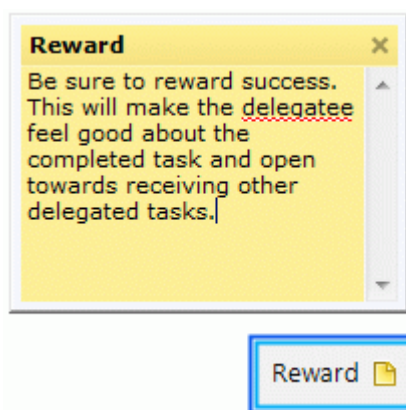 Reward
Be sure to reward success.
This will make the delegatee
feel good about the
completed task and open
towards receiving other
delegated tasks.
Reward